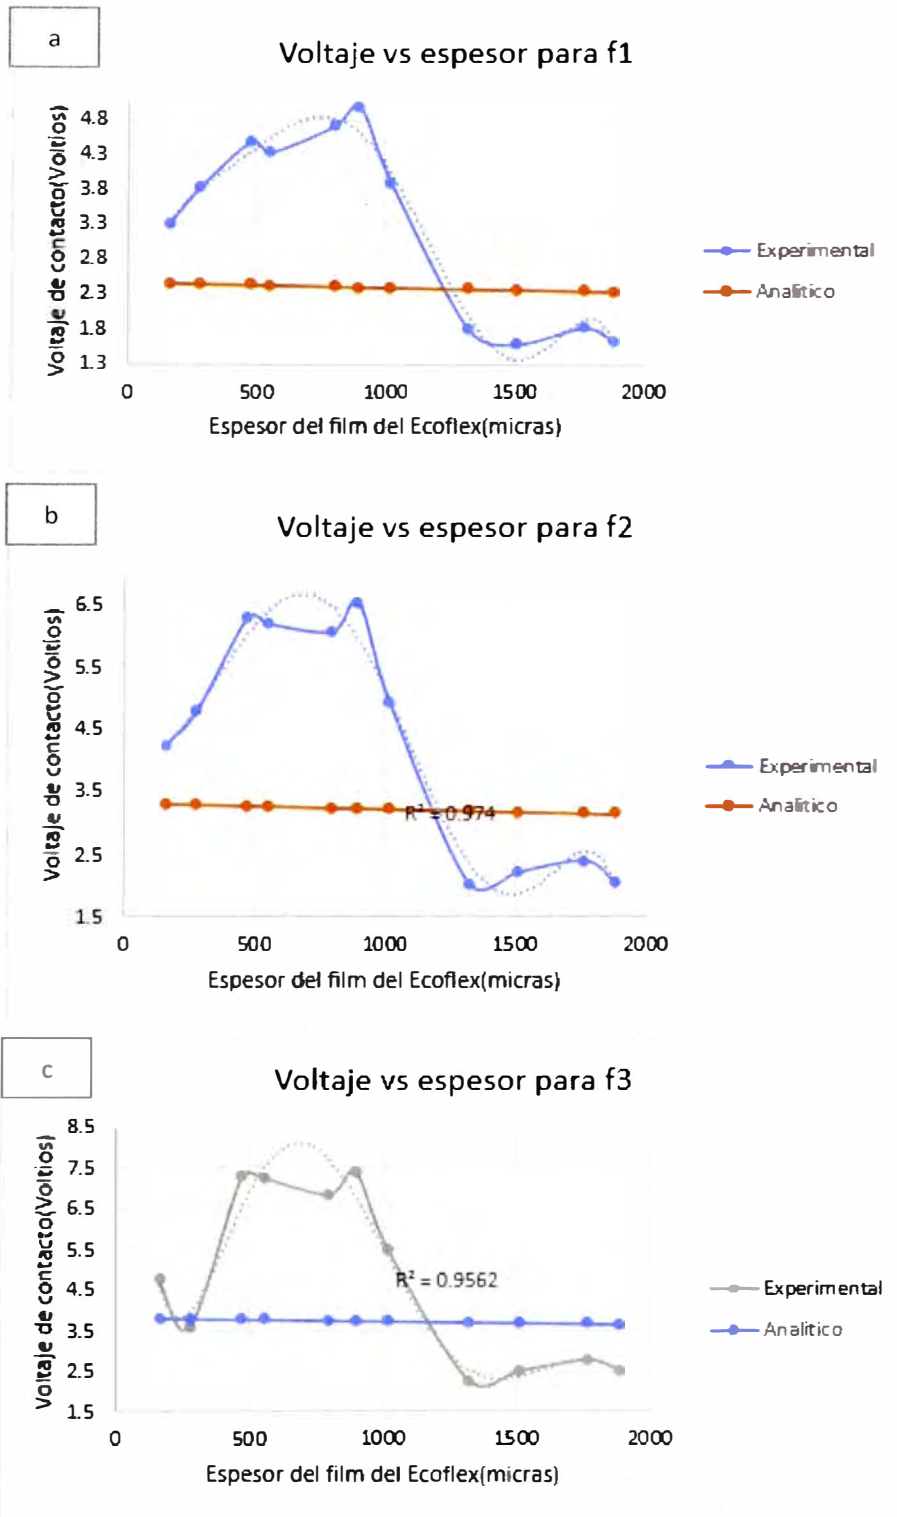 a
Voltaje vs espesor para f1
Voltaje de contacto(Voltios)
4.8
4.3
3.8
3.3
2.8
2.3
1.8
1.3
0 500 1000 1500 2000
Espesor del film del Ecoflex(micras)
Experimental
Analitico
b
Voltaje vs espesor para f2
Voltaje de contacto(Voltios)
6.5
5.5
4.5
3.5
2.5
1.5
R² = 0.974
0 500 1000 1500 2000
Espesor del film del Ecoflex(micras)
Experimental
Analitico
c
Voltaje vs espesor para f3
Voltaje de contacto(Voltios)
8.5
7.5
6.5
5.5
4.5
3.5
2.5
1.5
R² = 0.9562
0 500 1000 1500 2000
Espesor del film del Ecoflex(micras)
Experimental
Analitico